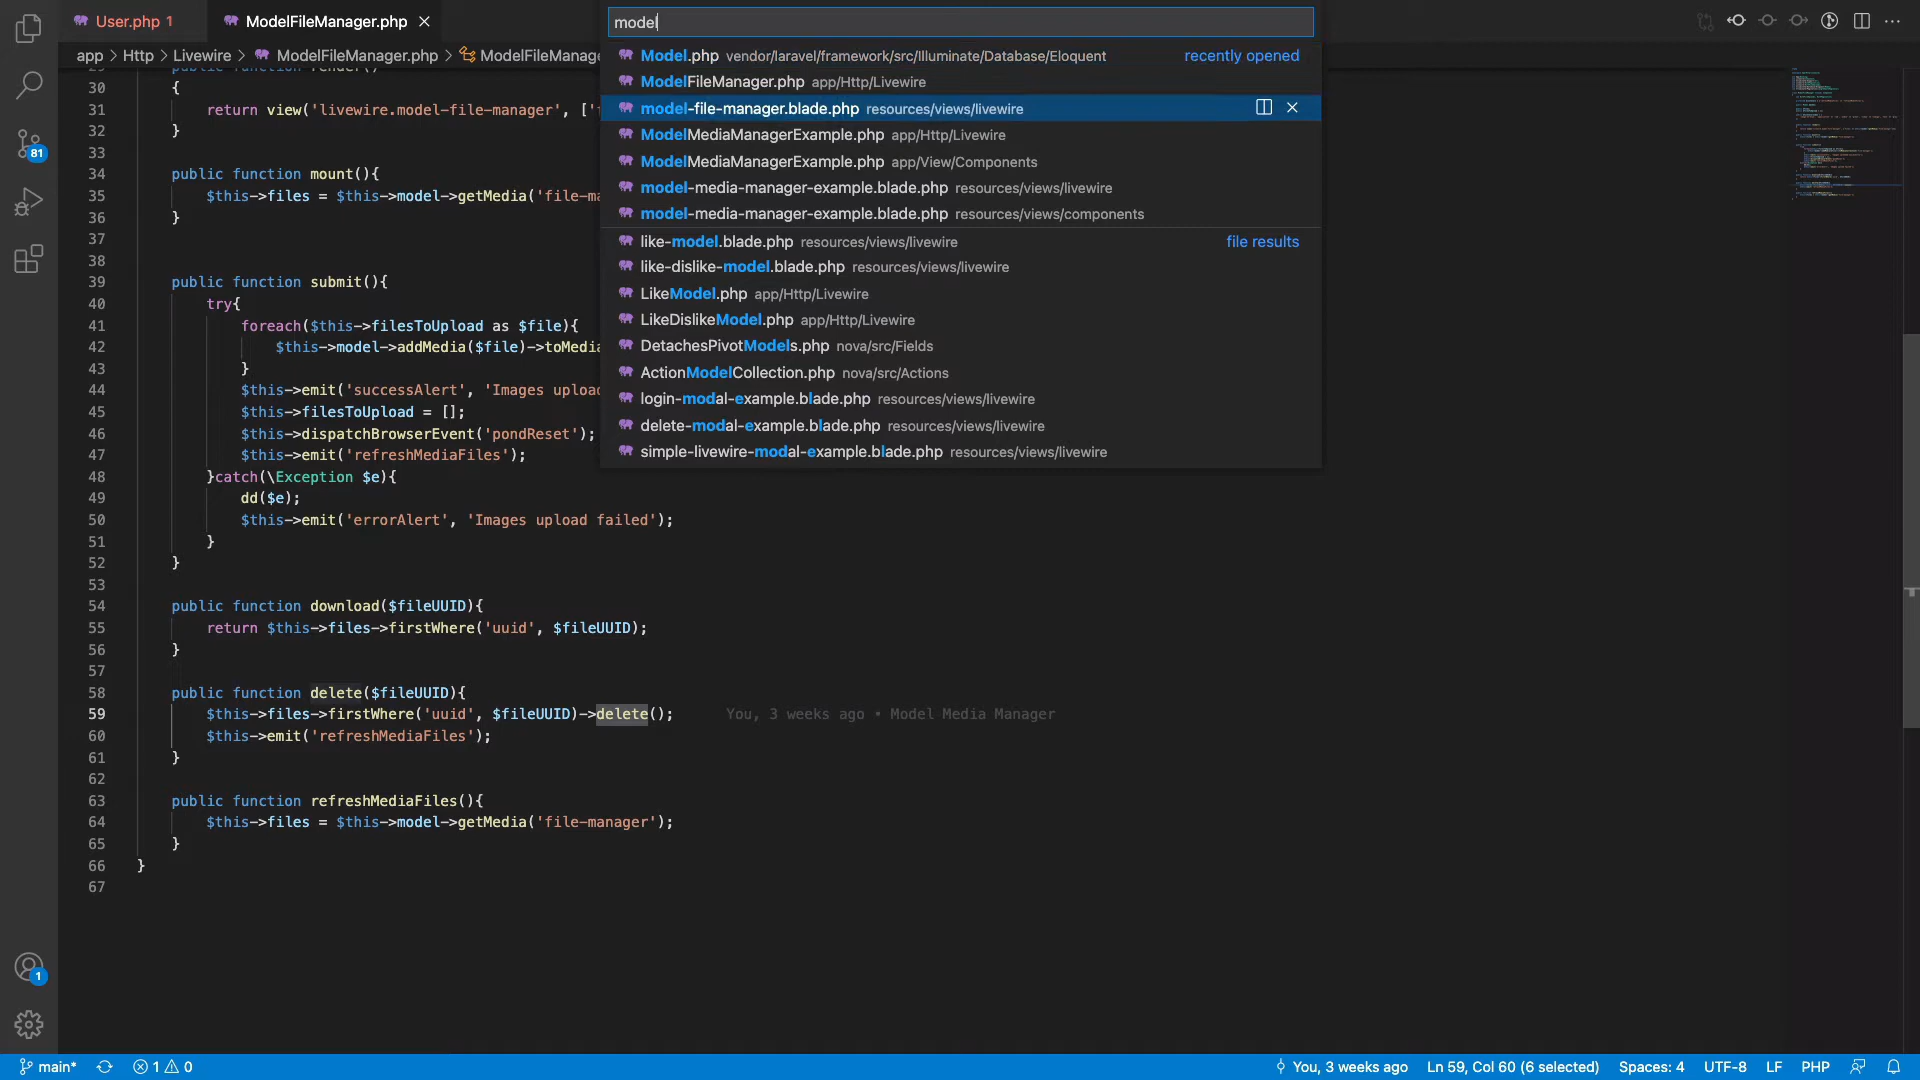 User.php 1
ModelFileManager.php
model
app > Http > Livewire > ModelFileManager.php > ModelFileManage
Model.php vendor/laravel/framework/src/Illuminate/Database/Eloquent recently opened
ModelFileManager.php app/Http/Livewire
model-file-manager.blade.php resources/views/livewire
ModelMediaManagerExample.php app/Http/Livewire
ModelMediaManagerExample.php app/View/Components
model-media-manager-example.blade.php resources/views/livewire
model-media-manager-example.blade.php resources/views/components
like-model.blade.php resources/views/livewire file results
like-dislike-model.blade.php resources/views/livewire
LikeModel.php app/Http/Livewire
LikeDislikeModel.php app/Http/Livewire
DetachesPivotModels.php nova/src/Fields
ActionModelCollection.php nova/src/Actions
login-modal-example.blade.php resources/views/livewire
delete-modal-example.blade.php resources/views/livewire
simple-livewire-modal-example.blade.php resources/views/livewire
29 public function render()
30 {
31 return view('livewire.model-file-manager', ['
32 }
33
34 public function mount(){
35 $this->files = $this->model->getMedia('file-ma
36 }
37
38
39 public function submit(){
40 try{
41 foreach($this->filesToUpload as $file){
42 $this->model->addMedia($file)->toMedia
43 }
44 $this->emit('successAlert', 'Images upload
45 $this->filesToUpload = [];
46 $this->dispatchBrowserEvent('pondReset');
47 $this->emit('refreshMediaFiles');
48 }catch(\Exception $e){
49 dd($e);
50 $this->emit('errorAlert', 'Images upload failed');
51 }
52 }
53
54 public function download($fileUUID){
55 return $this->files->firstWhere('uuid', $fileUUID);
56 }
57
58 public function delete($fileUUID){
59 $this->files->firstWhere('uuid', $fileUUID)->delete(); You, 3 weeks ago • Model Media Manager
60 $this->emit('refreshMediaFiles');
61 }
62
63 public function refreshMediaFiles(){
64 $this->files = $this->model->getMedia('file-manager');
65 }
66 }
67
81
1
main* 1 0 You, 3 weeks ago Ln 59, Col 60 (6 selected) Spaces: 4 UTF-8 LF PHP